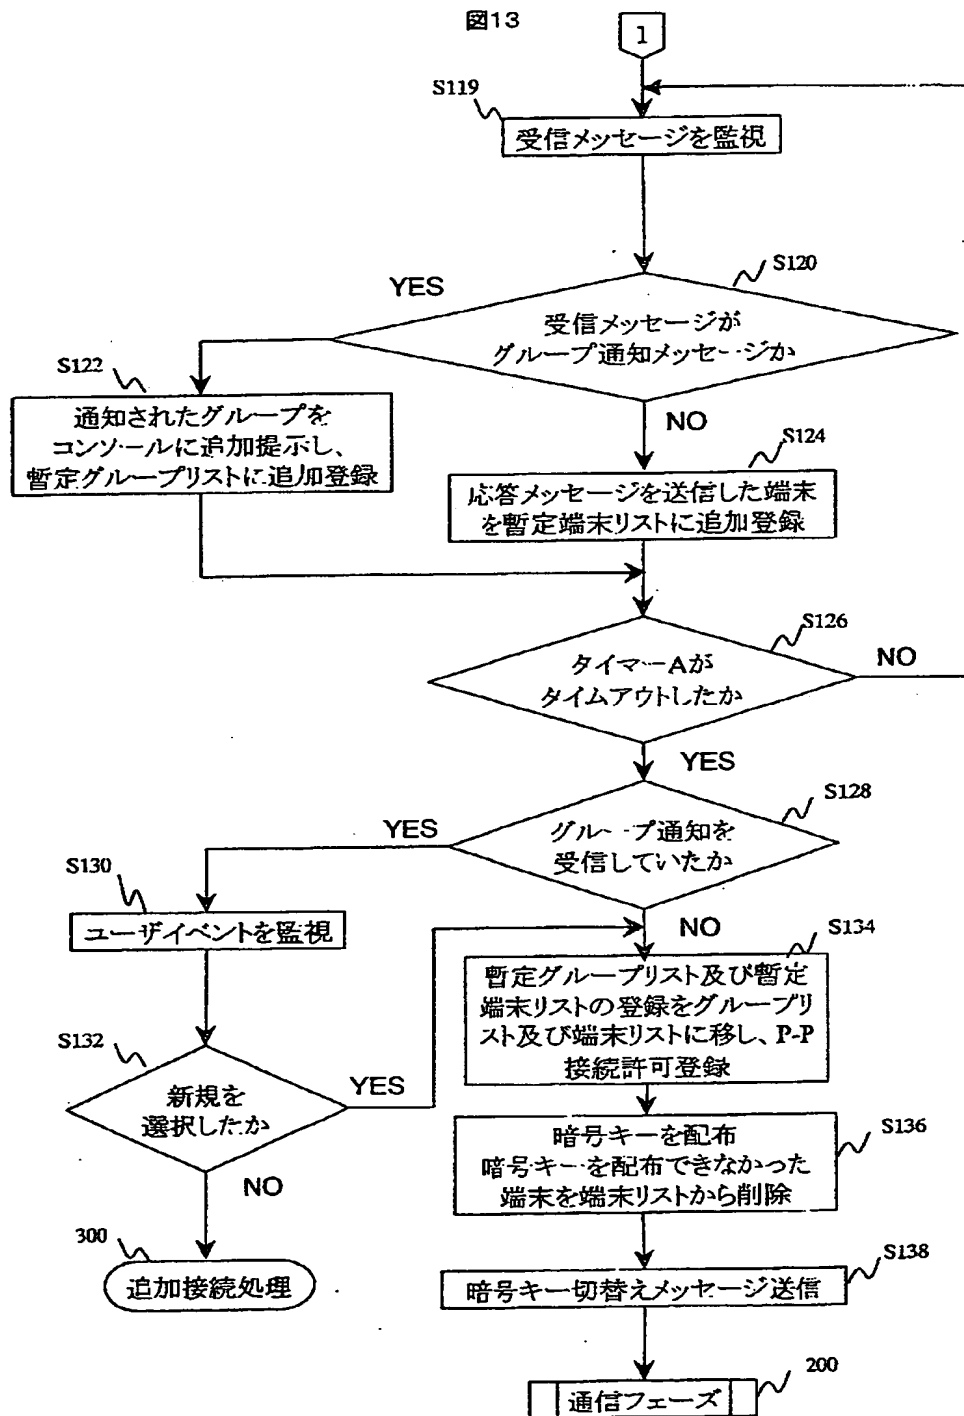 図13
1
S119
受信メッセージを監視
S120
YES
受信メッセージが
グループ通知メッセージか
S122
通知されたグループを
コンソールに追加提示し、
暫定グループリストに追加登録
NO
S124
応答メッセージを送信した端末
を暫定端末リストに追加登録
S126
タイマーAが
タイムアウトしたか
NO
YES
S128
グループ通知を
受信していたか
YES
S130
ユーザイベントを監視
NO
S134
暫定グループリスト及び暫定
端末リストの登録をグループリ
スト及び端末リストに移し、P-P
接続許可登録
S132
新規を
選択したか
YES
S136
暗号キーを配布
暗号キーを配布できなかった
端末を端末リストから削除
NO
300
追加接続処理
S138
暗号キー切替えメッセージ送信
200
通信フェーズ